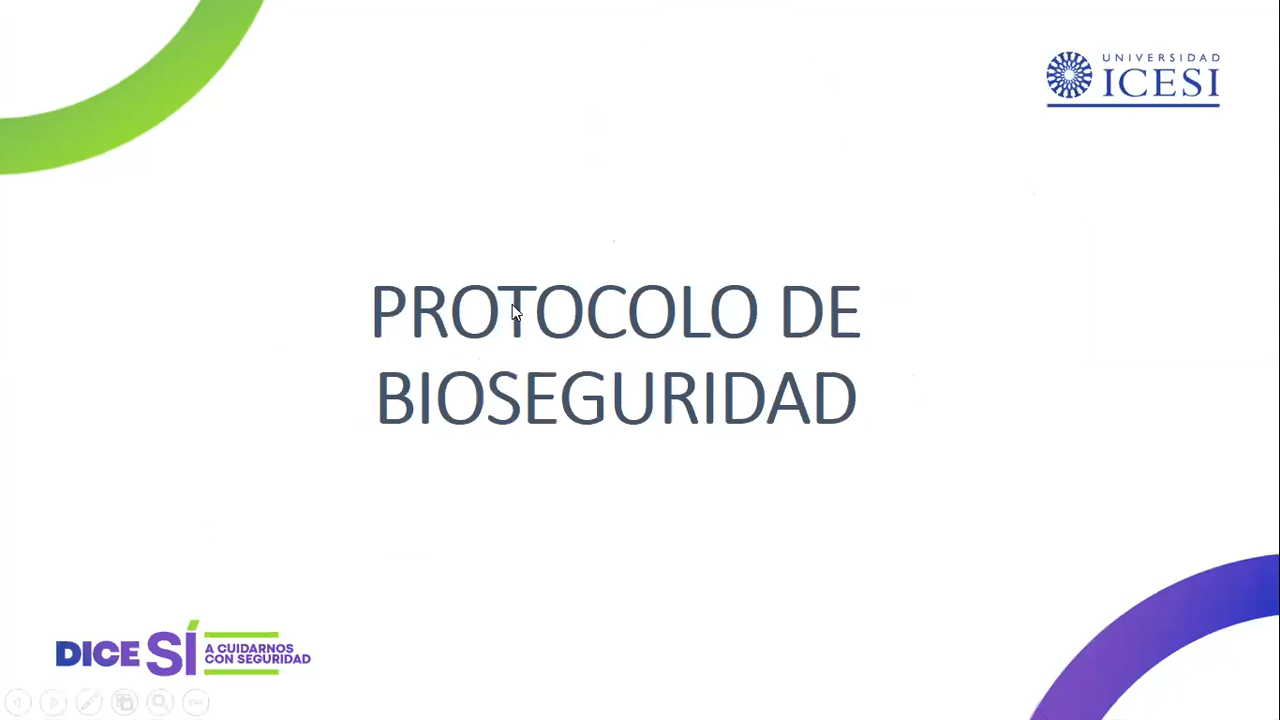 UNIVERSIDAD
ICESI
PROTOCOLO DE
BIOSEGURIDAD
DICE SÍ
A CUIDARNOS
CON SEGURIDAD